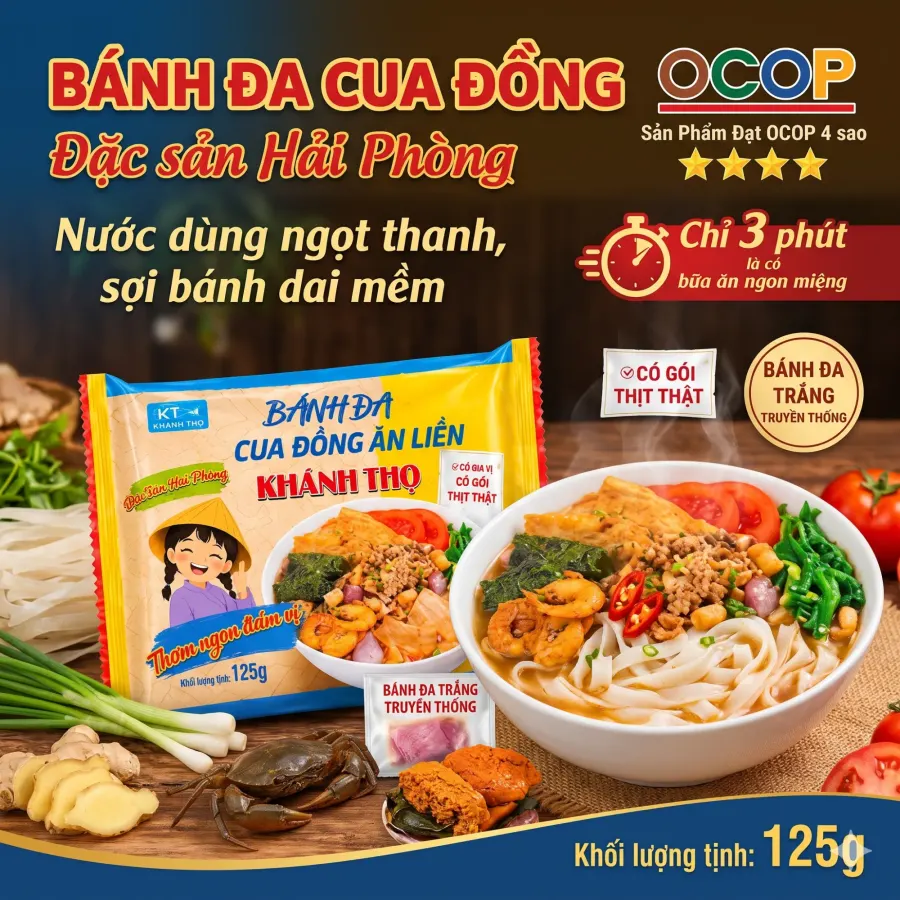 BÁNH ĐA CUA ĐỒNG
Đặc sản Hải Phòng
OCOP
Sản Phẩm Đạt OCOP 4 sao
Nước dùng ngọt thanh,
sợi bánh dai mềm
Chỉ 3 phút
là có
bữa ăn ngon miệng
CÓ GÓI
THỊT THẬT
BÁNH ĐA
TRẮNG
TRUYỀN THỐNG
KT
KHANH THỌ
BÁNH ĐA
CUA ĐỒNG ĂN LIỀN
KHÁNH THỌ
CÓ GIA VỊ
CÓ GÓI
THỊT THẬT
Đặc Sản Hải Phòng
Thơm ngon đấm vị
Khối lượng tịnh: 125g
BÁNH ĐA TRẮNG
TRUYỀN THỐNG
Khối lượng tịnh: 125g